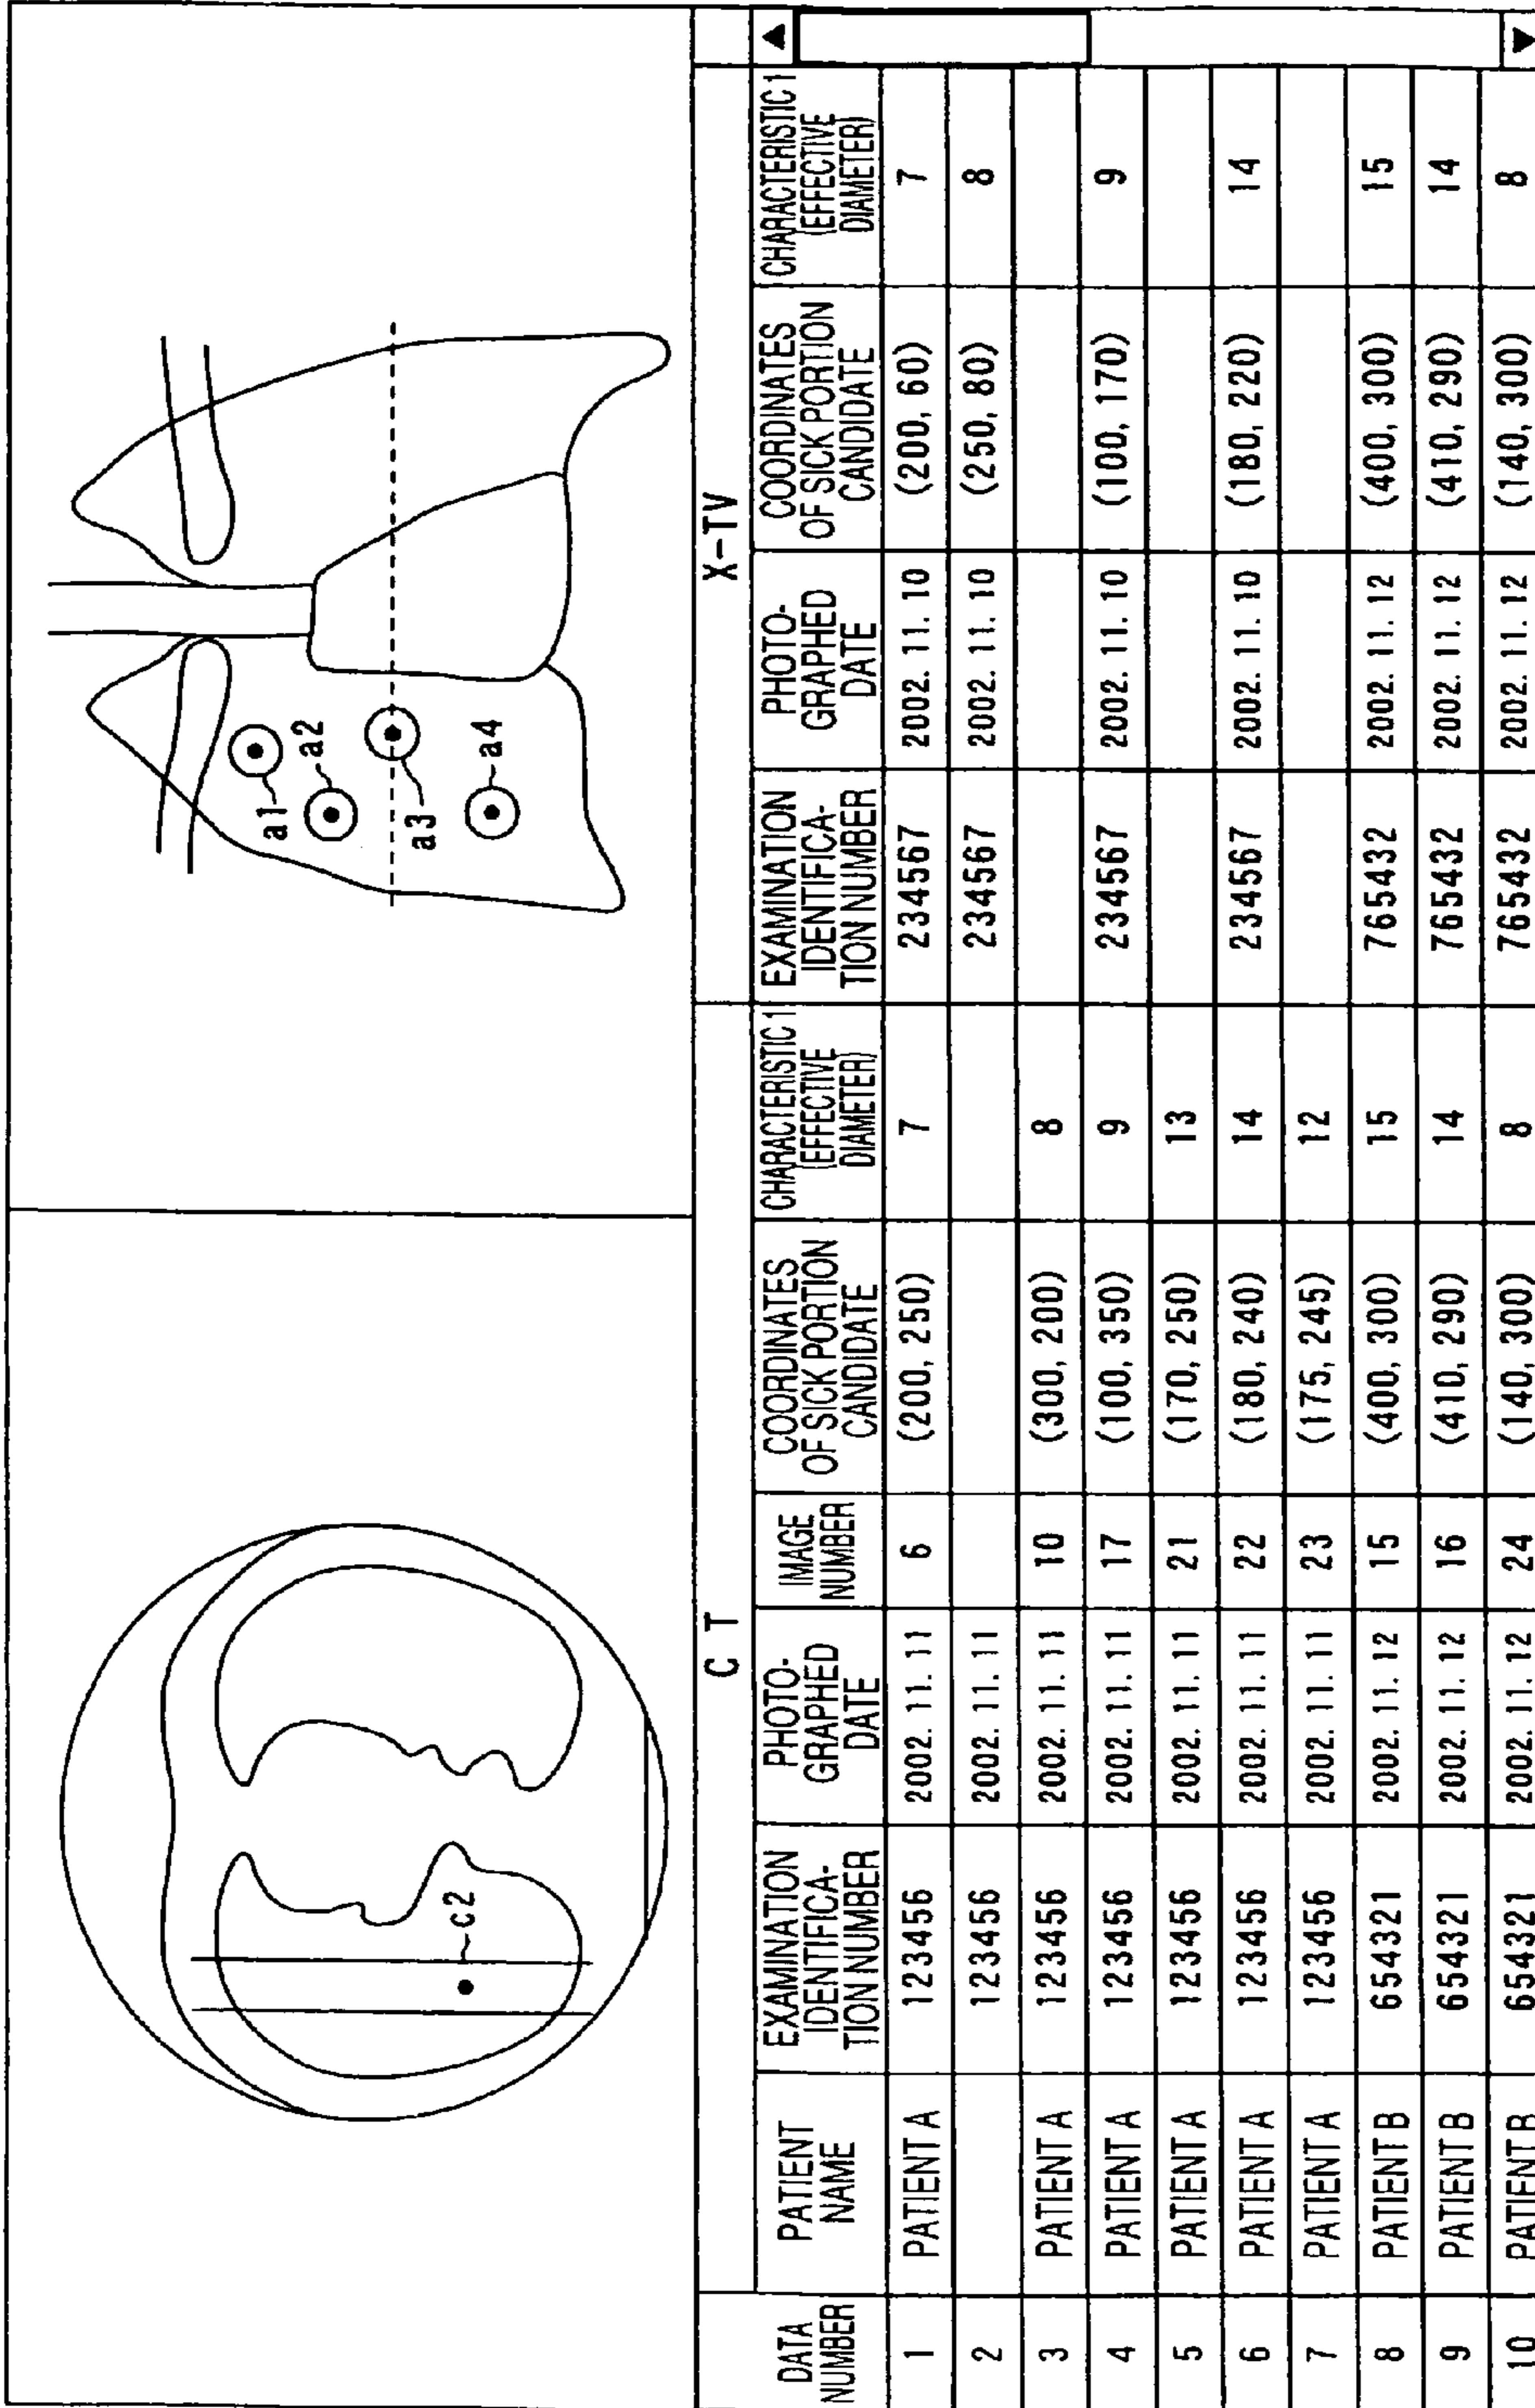 c2
a1
a2
a3
a4
C T
X-TV
DATA
NUMBER
PATIENT
NAME
EXAMINATION
IDENTIFICA-
TION NUMBER
PHOTO-
GRAPHED
DATE
IMAGE
NUMBER
COORDINATES
OF SICK PORTION
CANDIDATE
CHARACTERISTIC 1
(EFFECTIVE
DIAMETER)
EXAMINATION
IDENTIFICA-
TION NUMBER
PHOTO-
GRAPHED
DATE
COORDINATES
OF SICK PORTION
CANDIDATE
CHARACTERISTIC 1
(EFFECTIVE
DIAMETER)
1 PATIENT A 123456 2002. 11. 11 6 (200, 250) 7 234567 2002. 11. 10 (200, 60) 7
2 123456 2002. 11. 11 234567 2002. 11. 10 (250, 80) 8
3 PATIENT A 123456 2002. 11. 11 10 (300, 200) 8
4 PATIENT A 123456 2002. 11. 11 17 (100, 350) 9 234567 2002. 11. 10 (100, 170) 9
5 PATIENT A 123456 2002. 11. 11 21 (170, 250) 13
6 PATIENT A 123456 2002. 11. 11 22 (180, 240) 14 234567 2002. 11. 10 (180, 220) 14
7 PATIENT A 123456 2002. 11. 11 23 (175, 245) 12
8 PATIENT B 654321 2002. 11. 12 15 (400, 300) 15 765432 2002. 11. 12 (400, 300) 15
9 PATIENT B 654321 2002. 11. 12 16 (410, 290) 14 765432 2002. 11. 12 (410, 290) 14
10 PATIENT B 654321 2002. 11. 12 24 (140, 300) 8 765432 2002. 11. 12 (140, 300) 8